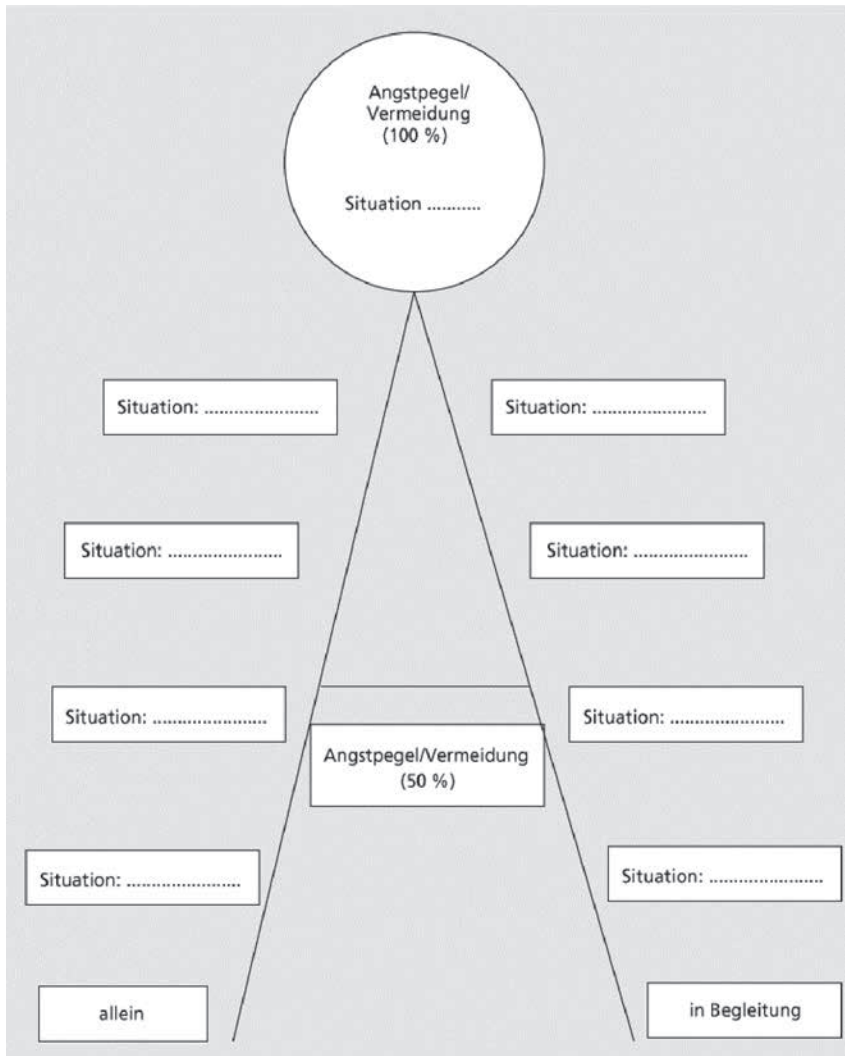 Angstpegel/
Vermeidung
(100 %)
Situation ...........
Situation: .......................
Situation: .......................
Situation: .......................
Situation: .......................
Situation: .......................
Situation: .......................
Angstpegel/Vermeidung
(50 %)
Situation: .......................
Situation: .......................
allein
in Begleitung